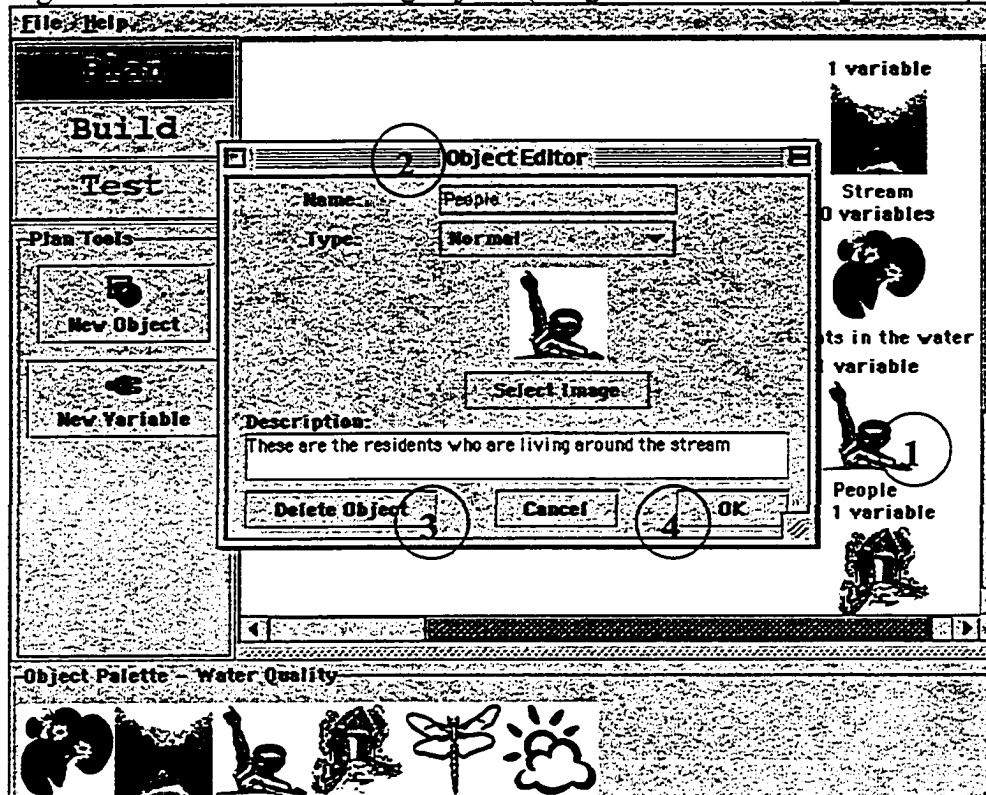 File Help
Plan
Build
Test
Plan Tools
New Object
New Variable
2
Object Editor
Name:
People
Type:
Normal
Select Image
Description:
These are the residents who are living around the stream
Delete Object
3
Cancel
4
OK
1 variable
Stream
0 variables
ts in the water
variable
1
People
1 variable
Object Palette - Water Quality